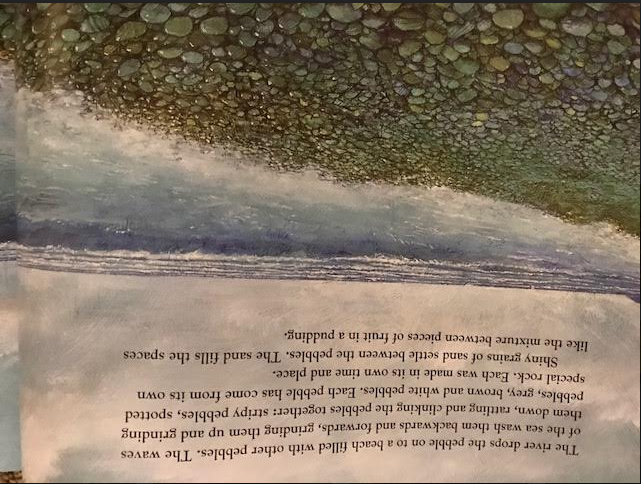 The river drops the pebble on to a beach filled with other pebbles. The waves
of the sea wash them backwards and forwards, grinding them up and grinding
them down, rattling and clinking the pebbles together: stripy pebbles, spotted
pebbles, grey, brown and white pebbles. Each pebble has come from its own
special rock. Each was made in its own time and place.
Shiny grains of sand settle between the pebbles. The sand fills the spaces
like the mixture between pieces of fruit in a pudding.